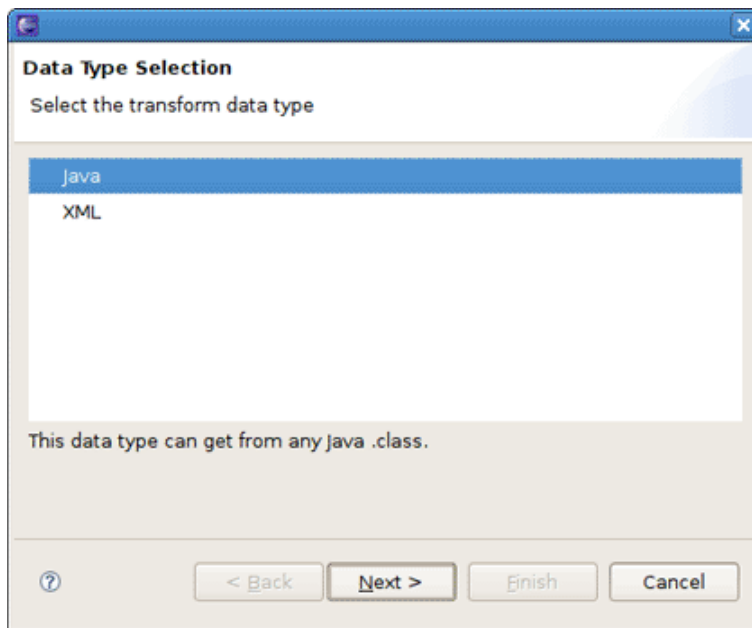 Data Type Selection
Select the transform data type
Java
XML
This data type can get from any Java .class.
< Back
Next >
Finish
Cancel